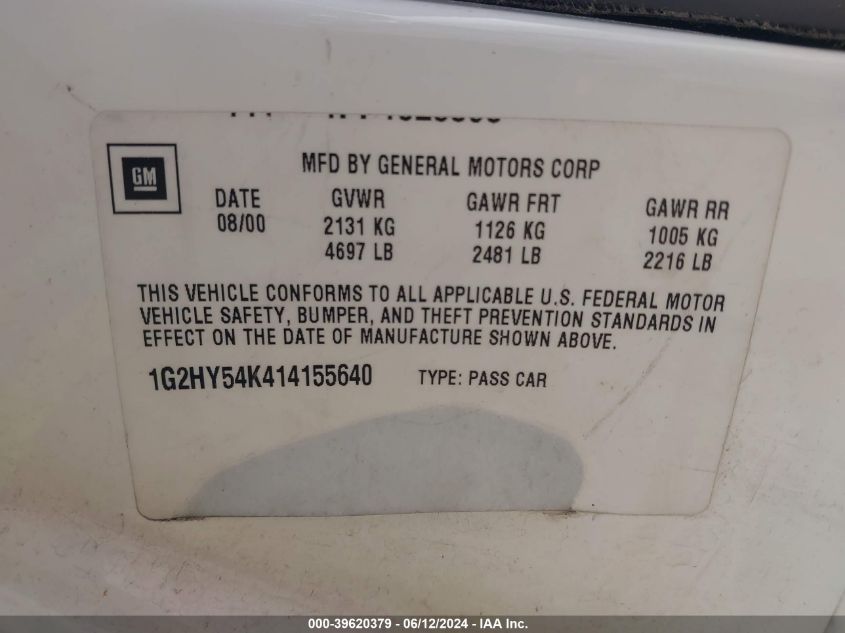 MFD BY GENERAL MOTORS CORP
GM
DATE GVWR GAWR FRT GAWR RR
08/00 2131 KG 1126 KG 1005 KG
4697 LB 2481 LB 2216 LB
THIS VEHICLE CONFORMS TO ALL APPLICABLE U.S. FEDERAL MOTOR
VEHICLE SAFETY, BUMPER, AND THEFT PREVENTION STANDARDS IN
EFFECT ON THE DATE OF MANUFACTURE SHOWN ABOVE.
1G2HY54K414155640 TYPE: PASS CAR
000-39620379 - 06/12/2024 - IAA Inc.